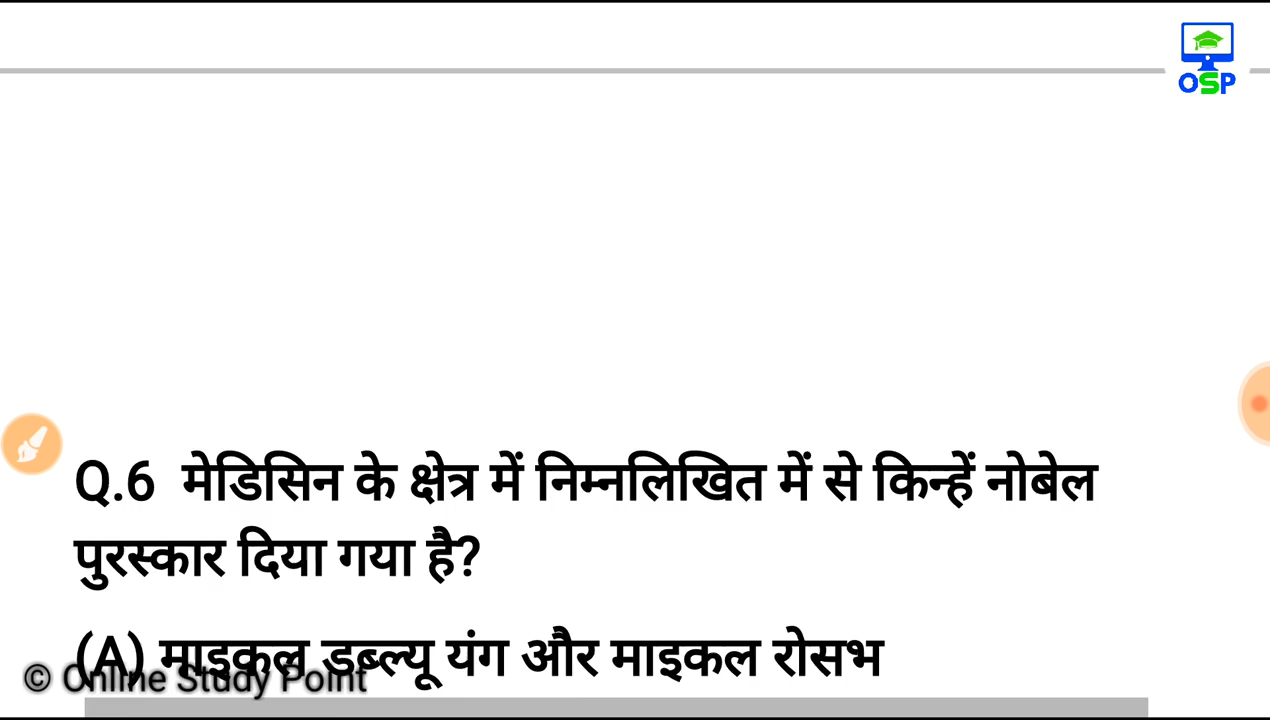 OSP
Q.6 मेडिसिन के क्षेत्र में निम्नलिखित में से किन्हें नोबेल
पुरस्कार दिया गया है?
(A) माइकल डब्ल्यू यंग और माइकल रोसभ
© Online Study Point